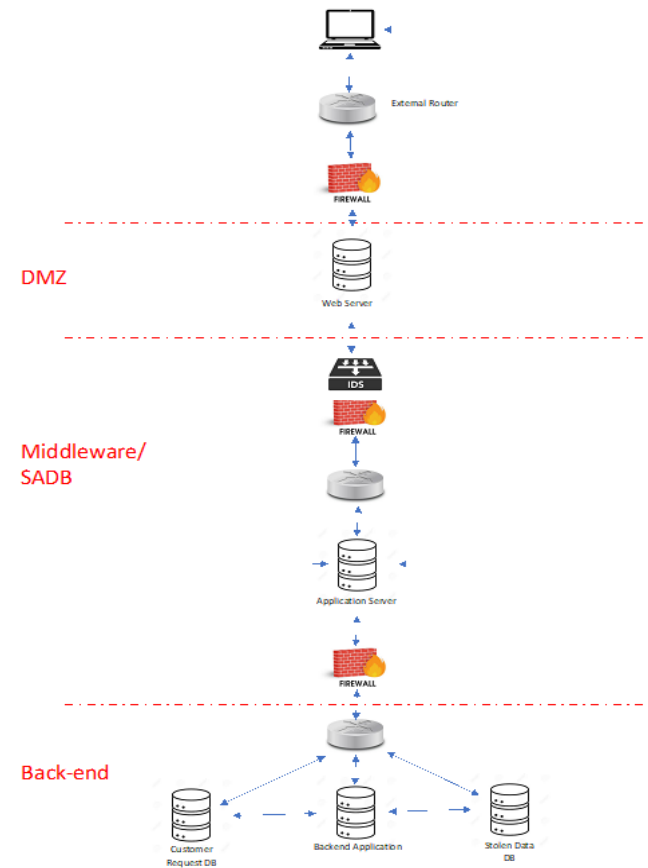 External Router
FIREWALL
DMZ
Web Server
IDS
FIREWALL
Middleware/
SADB
Application Server
FIREWALL
Back-end
Customer
Request DB
Backend Application
Stolen Data
DB